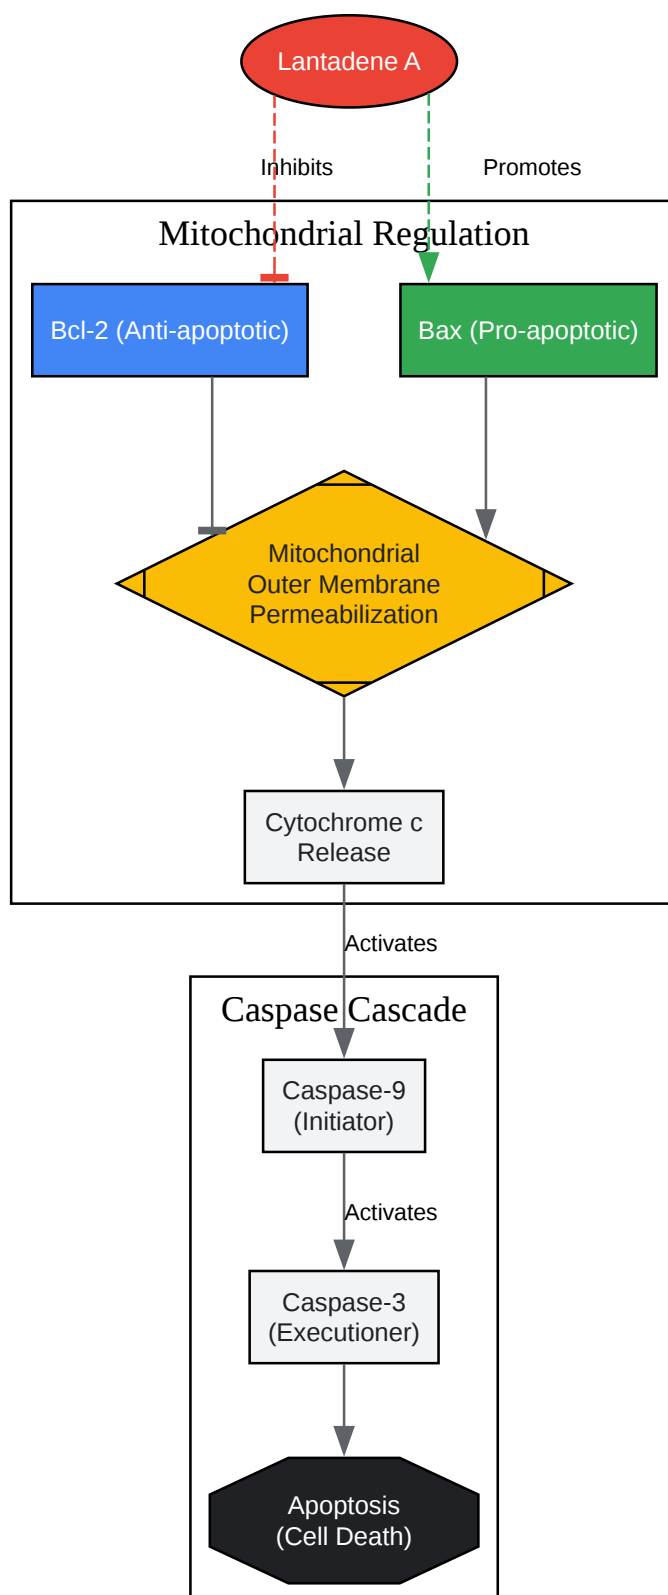 Lantadene A
Inhibits
Promotes
Mitochondrial Regulation
Bcl-2 (Anti-apoptotic)
Bax (Pro-apoptotic)
Mitochondrial
Outer Membrane
Permeabilization
Cytochrome c
Release
Activates
Caspase Cascade
Caspase-9
(Initiator)
Activates
Caspase-3
(Executioner)
Apoptosis
(Cell Death)